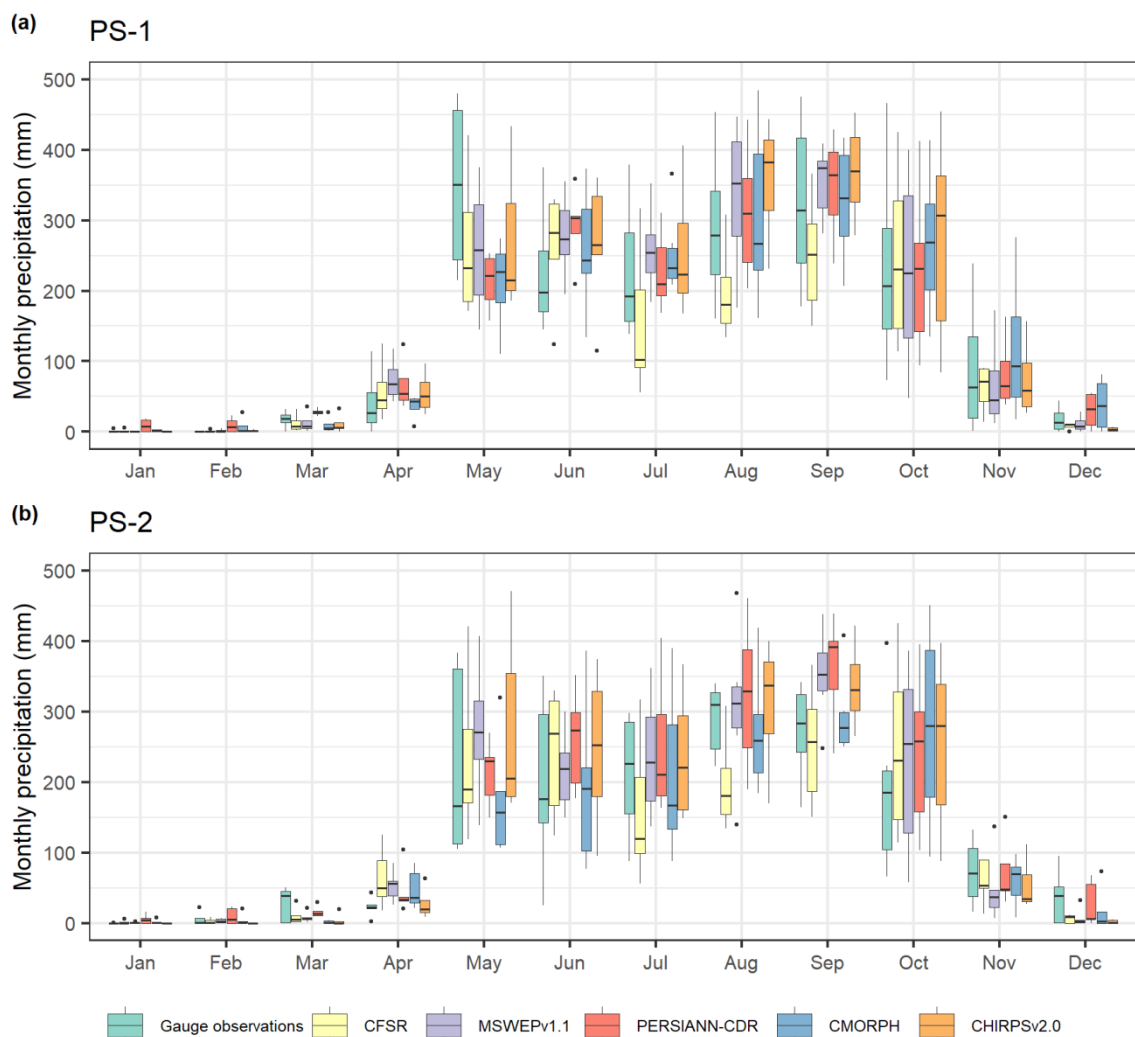 (a) PS-1
Monthly precipitation (mm)
500
400
300
200
100
0
Jan Feb Mar Apr May Jun Jul Aug Sep Oct Nov Dec
(b) PS-2
Monthly precipitation (mm)
500
400
300
200
100
0
Jan Feb Mar Apr May Jun Jul Aug Sep Oct Nov Dec
Gauge observations CFSR MSWEPv1.1 PERSIANN-CDR CMORPH CHIRPSv2.0